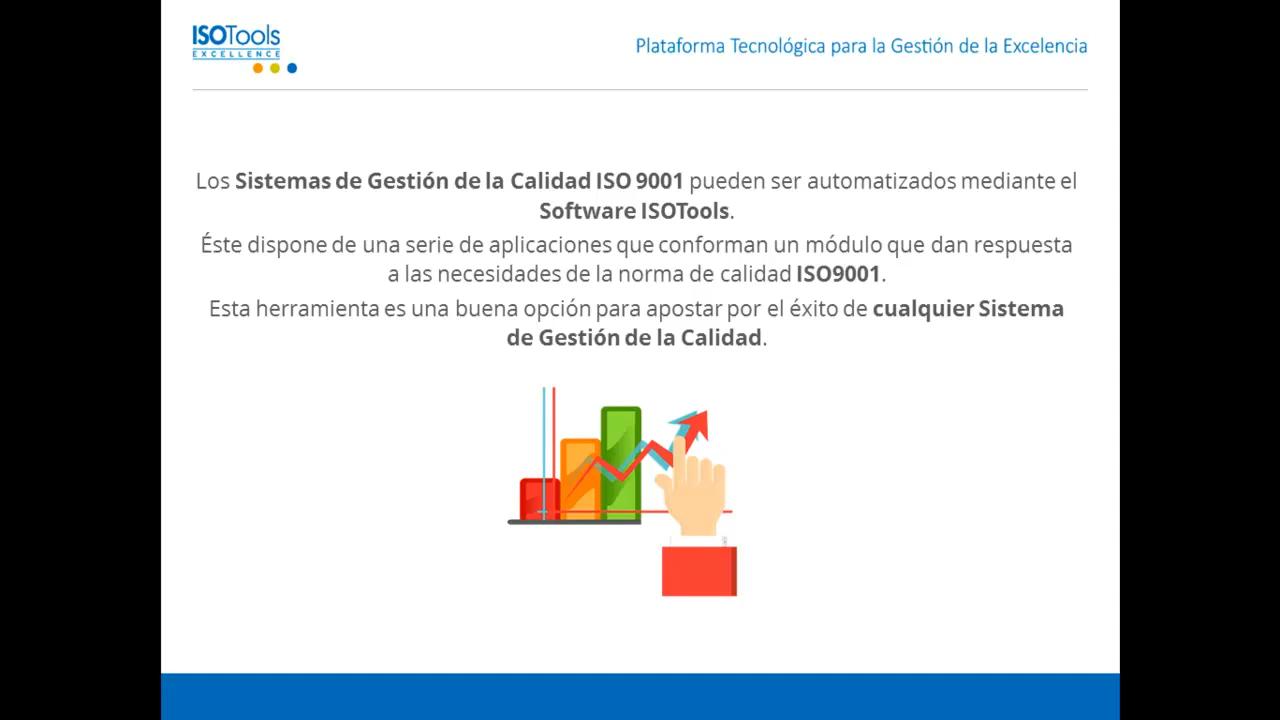 ISOTools
EXCELLENCE
Plataforma Tecnológica para la Gestión de la Excelencia
Los Sistemas de Gestión de la Calidad ISO 9001 pueden ser automatizados mediante el
Software ISOTools.
Éste dispone de una serie de aplicaciones que conforman un módulo que dan respuesta
a las necesidades de la norma de calidad ISO9001.
Esta herramienta es una buena opción para apostar por el éxito de cualquier Sistema
de Gestión de la Calidad.